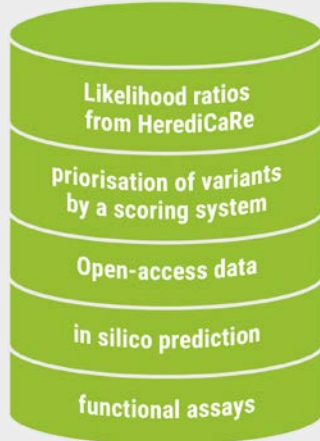 Likelihood ratios
from HerediCaRe
priorisation of variants
by a scoring system
Open-access data
in silico prediction
functional assays